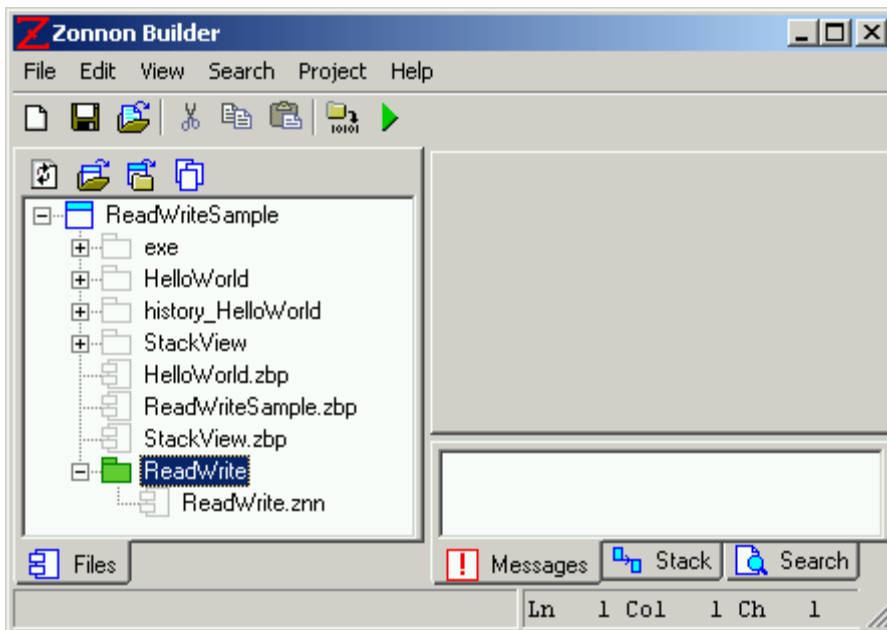 Zonnon Builder
File Edit View Search Project Help
ReadWriteSample
exe
HelloWorld
history_HelloWorld
StackView
HelloWorld.zbp
ReadWriteSample.zbp
StackView.zbp
ReadWrite
ReadWrite.znn
Files
Messages Stack Search
Ln 1 Col 1 Ch 1